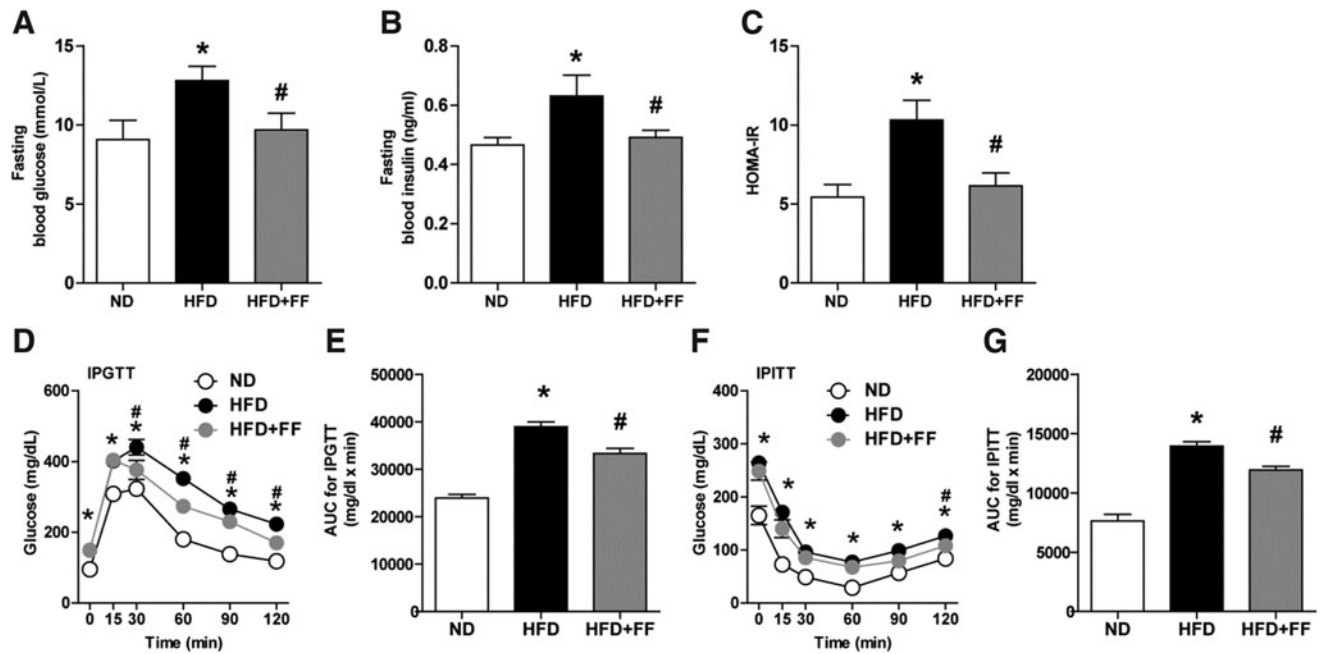 A
Fasting
blood glucose (mmol/L)
15
10
5
0
*
#
ND
HFD
HFD+FF
B
Fasting
blood insulin (ng/ml)
0.8
0.6
0.4
0.2
0.0
*
#
ND
HFD
HFD+FF
C
HOMA-IR
15
10
5
0
*
#
ND
HFD
HFD+FF
D
IPGTT
ND
HFD
HFD+FF
Glucose (mg/dL)
600
400
200
0
*
*
#
*
#
*
#
*
#
*
0 15 30 60 90 120
Time (min)
E
AUC for IPGTT
(mg/dl x min)
50000
40000
30000
20000
10000
0
*
#
ND
HFD
HFD+FF
F
IPITT
ND
HFD
HFD+FF
Glucose (mg/dL)
400
300
200
100
0
*
*
*
*
*
#
*
0 15 30 60 90 120
Time (min)
G
AUC for IPITT
(mg/dl x min)
20000
15000
10000
5000
0
*
#
ND
HFD
HFD+FF